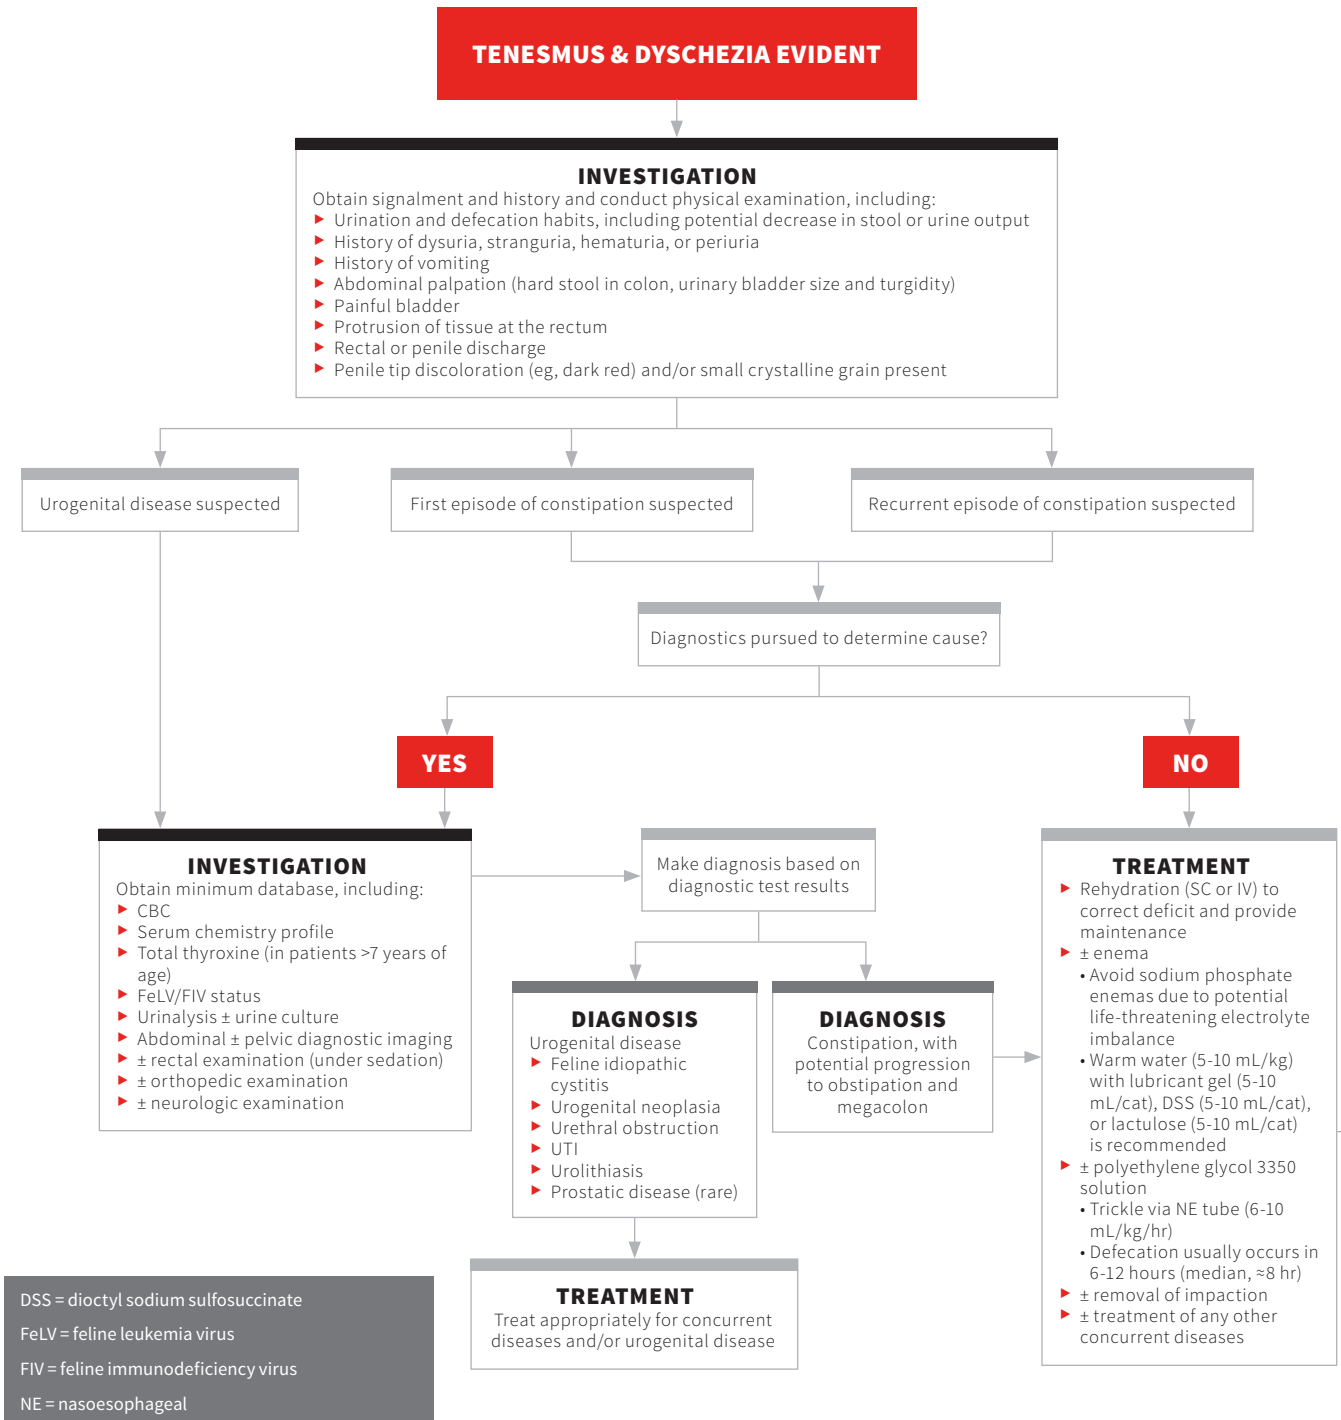 TENESMUS & DYSCHEZIA EVIDENT
INVESTIGATION
Obtain signalment and history and conduct physical examination, including:
Urination and defecation habits, including potential decrease in stool or urine output
History of dysuria, stranguria, hematuria, or periuria
History of vomiting
Abdominal palpation (hard stool in colon, urinary bladder size and turgidity)
Painful bladder
Protrusion of tissue at the rectum
Rectal or penile discharge
Penile tip discoloration (eg, dark red) and/or small crystalline grain present
Urogenital disease suspected
First episode of constipation suspected
Recurrent episode of constipation suspected
Diagnostics pursued to determine cause?
YES
NO
INVESTIGATION
Obtain minimum database, including:
CBC
Serum chemistry profile
Total thyroxine (in patients >7 years of
age)
FeLV/FIV status
Urinalysis ± urine culture
Abdominal ± pelvic diagnostic imaging
± rectal examination (under sedation)
± orthopedic examination
± neurologic examination
Make diagnosis based on
diagnostic test results
DIAGNOSIS
Urogenital disease
Feline idiopathic
cystitis
Urogenital neoplasia
Urethral obstruction
UTI
Urolithiasis
Prostatic disease (rare)
DIAGNOSIS
Constipation, with
potential progression
to obstipation and
megacolon
TREATMENT
Rehydration (SC or IV) to
correct deficit and provide
maintenance
± enema
• Avoid sodium phosphate
enemas due to potential
life-threatening electrolyte
imbalance
• Warm water (5-10 mL/kg)
with lubricant gel (5-10
mL/cat), DSS (5-10 mL/cat),
or lactulose (5-10 mL/cat)
is recommended
± polyethylene glycol 3350
solution
• Trickle via NE tube (6-10
mL/kg/hr)
• Defecation usually occurs in
6-12 hours (median, ≈8 hr)
± removal of impaction
± treatment of any other
concurrent diseases
TREATMENT
Treat appropriately for concurrent
diseases and/or urogenital disease
DSS = dioctyl sodium sulfosuccinate
FeLV = feline leukemia virus
FIV = feline immunodeficiency virus
NE = nasoesophageal